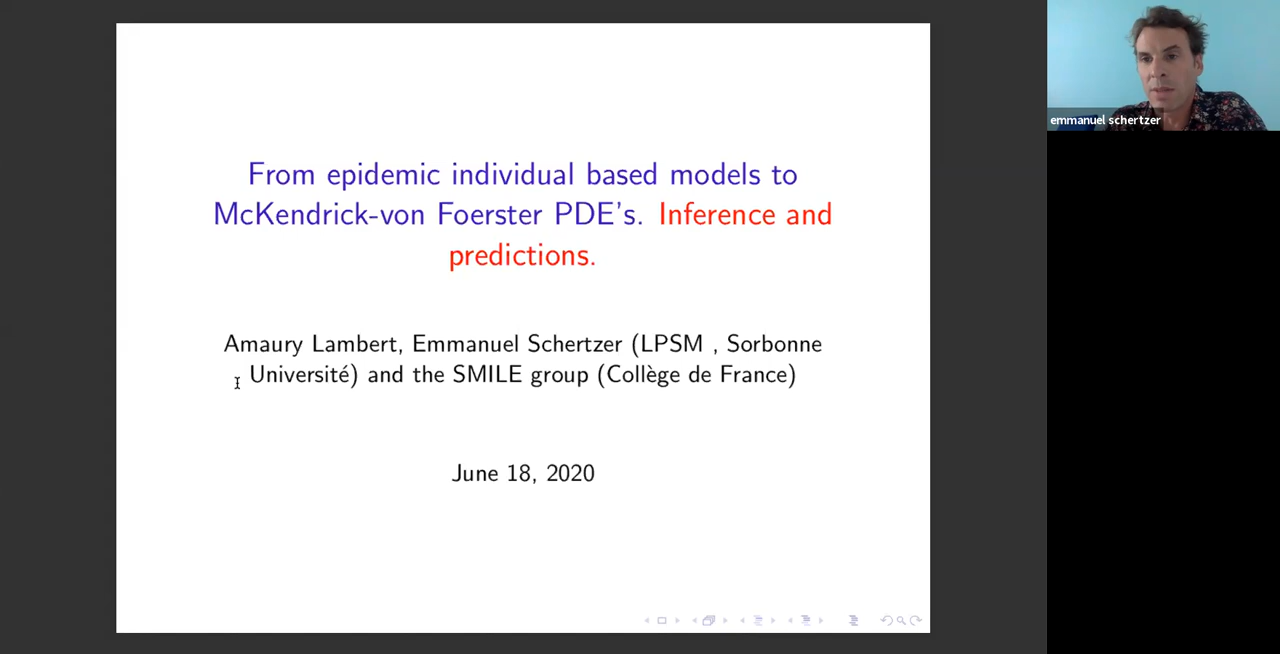 From epidemic individual based models to
McKendrick-von Foerster PDE's. Inference and
predictions.
Amaury Lambert, Emmanuel Schertzer (LPSM , Sorbonne
Université) and the SMILE group (Collège de France)
June 18, 2020
emmanuel schertzer